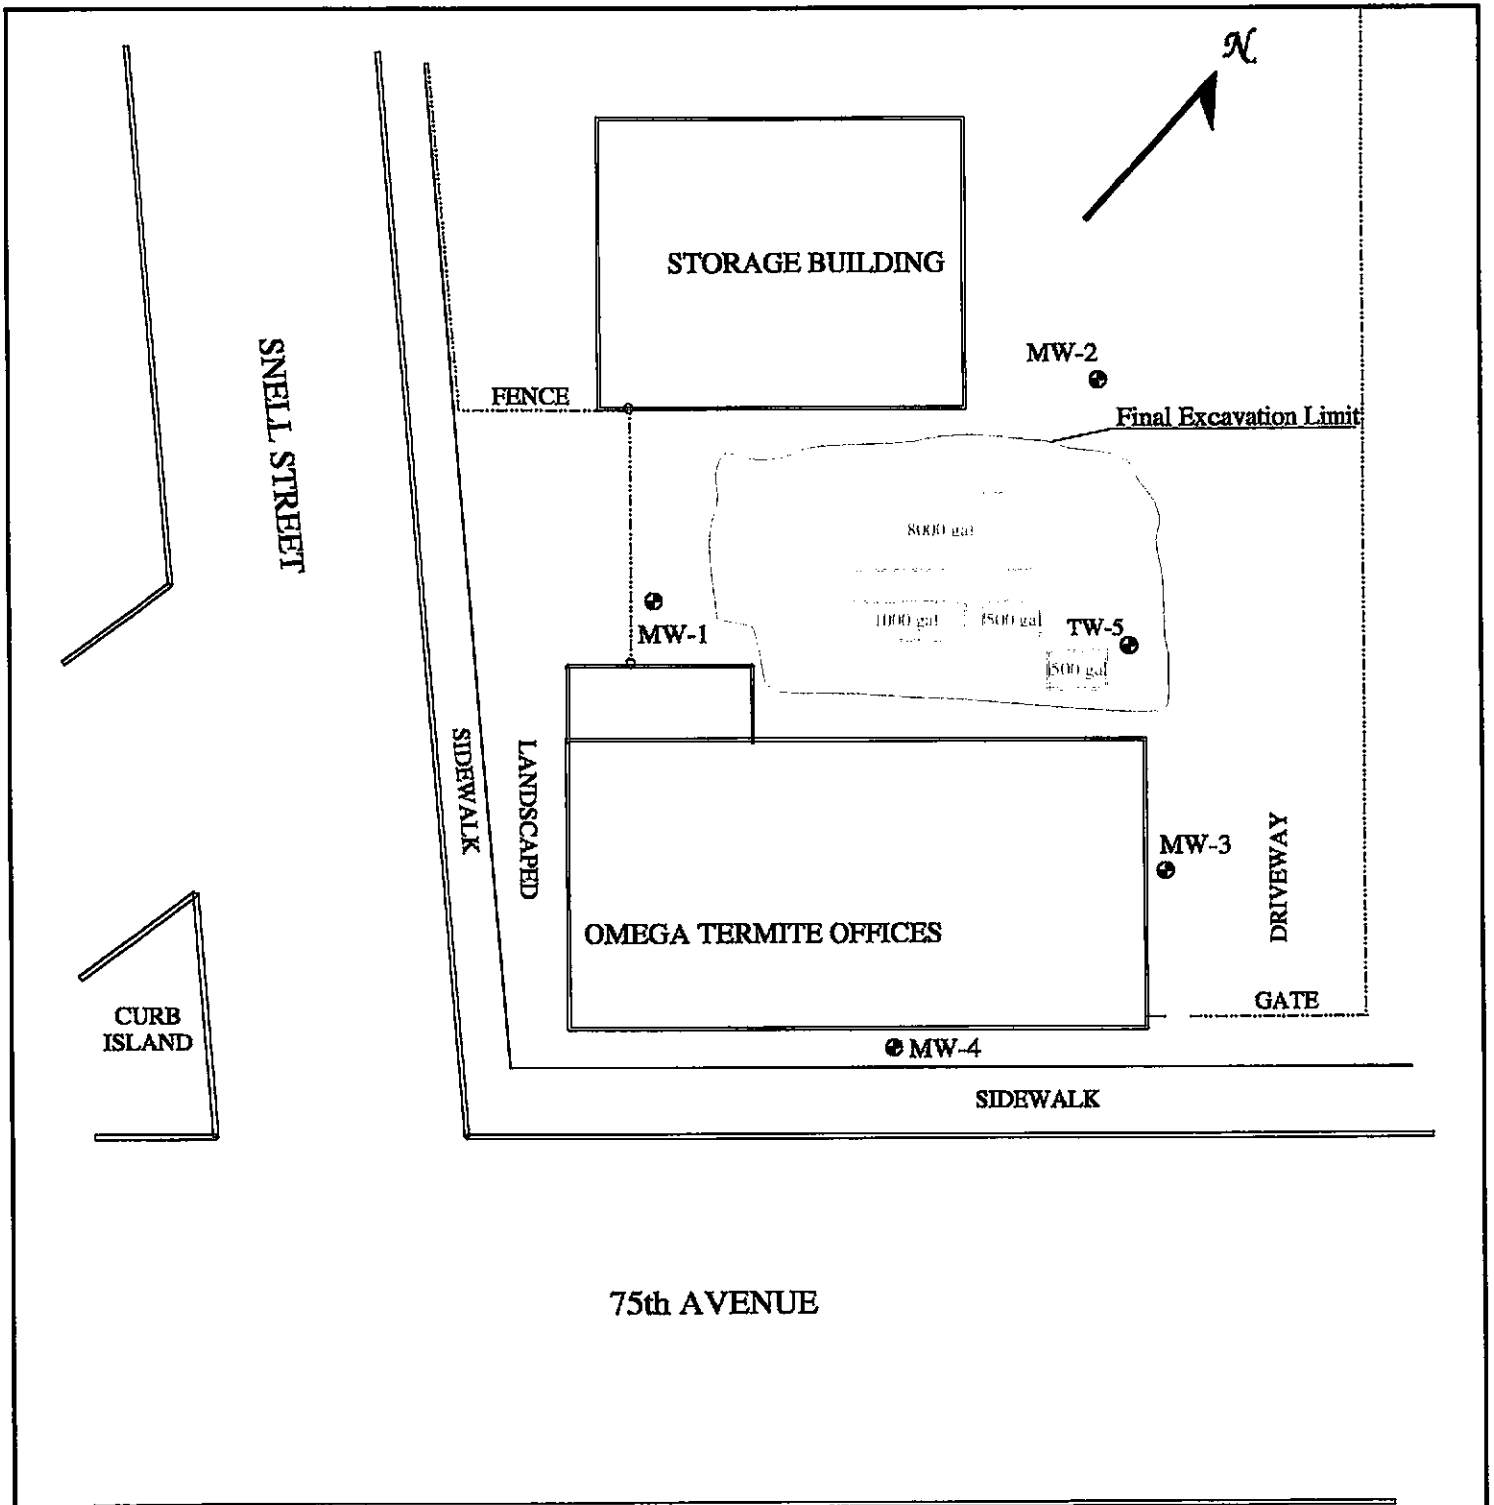 N
STORAGE BUILDING
SNELL STREET
MW-2
FENCE
Final Excavation Limit
8000 gal
1000 gal
500 gal
TW-5
MW-1
500 gal
SIDEWALK
LANDSCAPED
MW-3
DRIVEWAY
OMEGA TERMITE OFFICES
GATE
CURB
ISLAND
MW-4
SIDEWALK
75th AVENUE